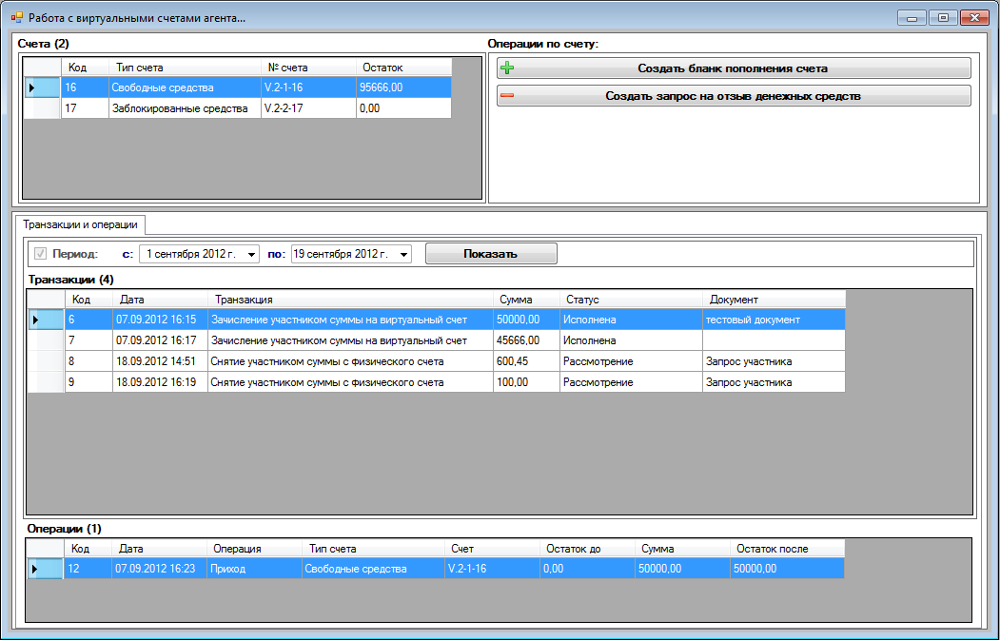 Работа с виртуальными счетами агента...
Счета (2)
Код Тип счета № счета Остаток
16 Свободные средства V.2-1-16 95666,00
17 Заблокированные средства V.2-2-17 0,00
Операции по счету:
Создать бланк пополнения счета
Создать запрос на отзыв денежных средств
Транзакции и операции
Период: с: 1 сентября 2012 г. по: 19 сентября 2012 г. Показать
Транзакции (4)
Код Дата Транзакция Сумма Статус Документ
6 07.09.2012 16:15 Зачисление участником суммы на виртуальный счет 50000,00 Исполнена тестовый документ
7 07.09.2012 16:17 Зачисление участником суммы на виртуальный счет 45666,00 Исполнена
8 18.09.2012 14:51 Снятие участником суммы с физического счета 600,45 Рассмотрение Запрос участника
9 18.09.2012 16:19 Снятие участником суммы с физического счета 100,00 Рассмотрение Запрос участника
Операции (1)
Код Дата Операция Тип счета Счет Остаток до Сумма Остаток после
12 07.09.2012 16:23 Приход Свободные средства V.2-1-16 0,00 50000,00 50000,00